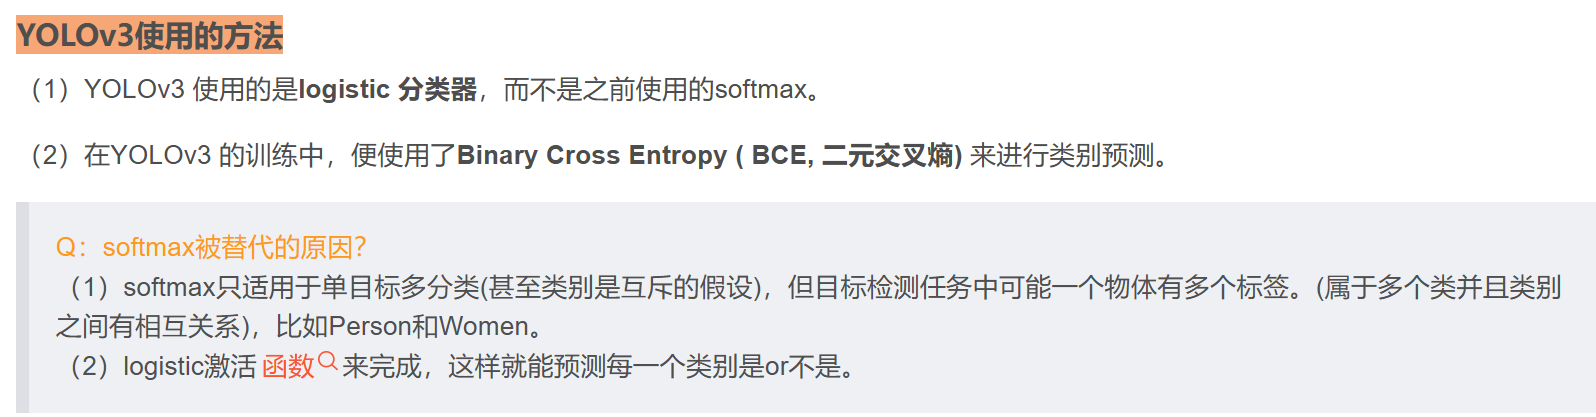 YOLOv3使用的方法
（1）YOLOv3 使用的是logistic 分类器，而不是之前使用的softmax。
（2）在YOLOv3 的训练中，便使用了Binary Cross Entropy ( BCE, 二元交叉熵) 来进行类别预测。
Q：softmax被替代的原因？
（1）softmax只适用于单目标多分类(甚至类别是互斥的假设)，但目标检测任务中可能一个物体有多个标签。(属于多个类并且类别
之间有相互关系)，比如Person和Women。
（2）logistic激活 函数 来完成，这样就能预测每一个类别是or不是。